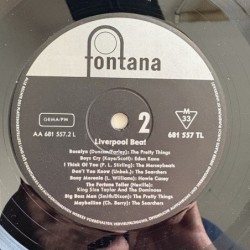 fontana
GEMA/PM
AA 681 557.2 L
2
M
33
681 557 TL
Liverpool Beat
Rosalyn (Duncan/Farley): The Pretty Things
Boys Cry (Kaye/Scott): Eden Kane
I Think Of You (P. L. Stirling): The Merseybeats
Don't You Know (Unbek.): The Searchers
Bony Moronie (L. Williams): Howie Casey
The Fortune Teller (Neville):
King Size Taylor and the Dominoes
Big Boss Man (Smith/Dixon): The Pretty Things
Maybelline (Ch. Berry): The Searchers